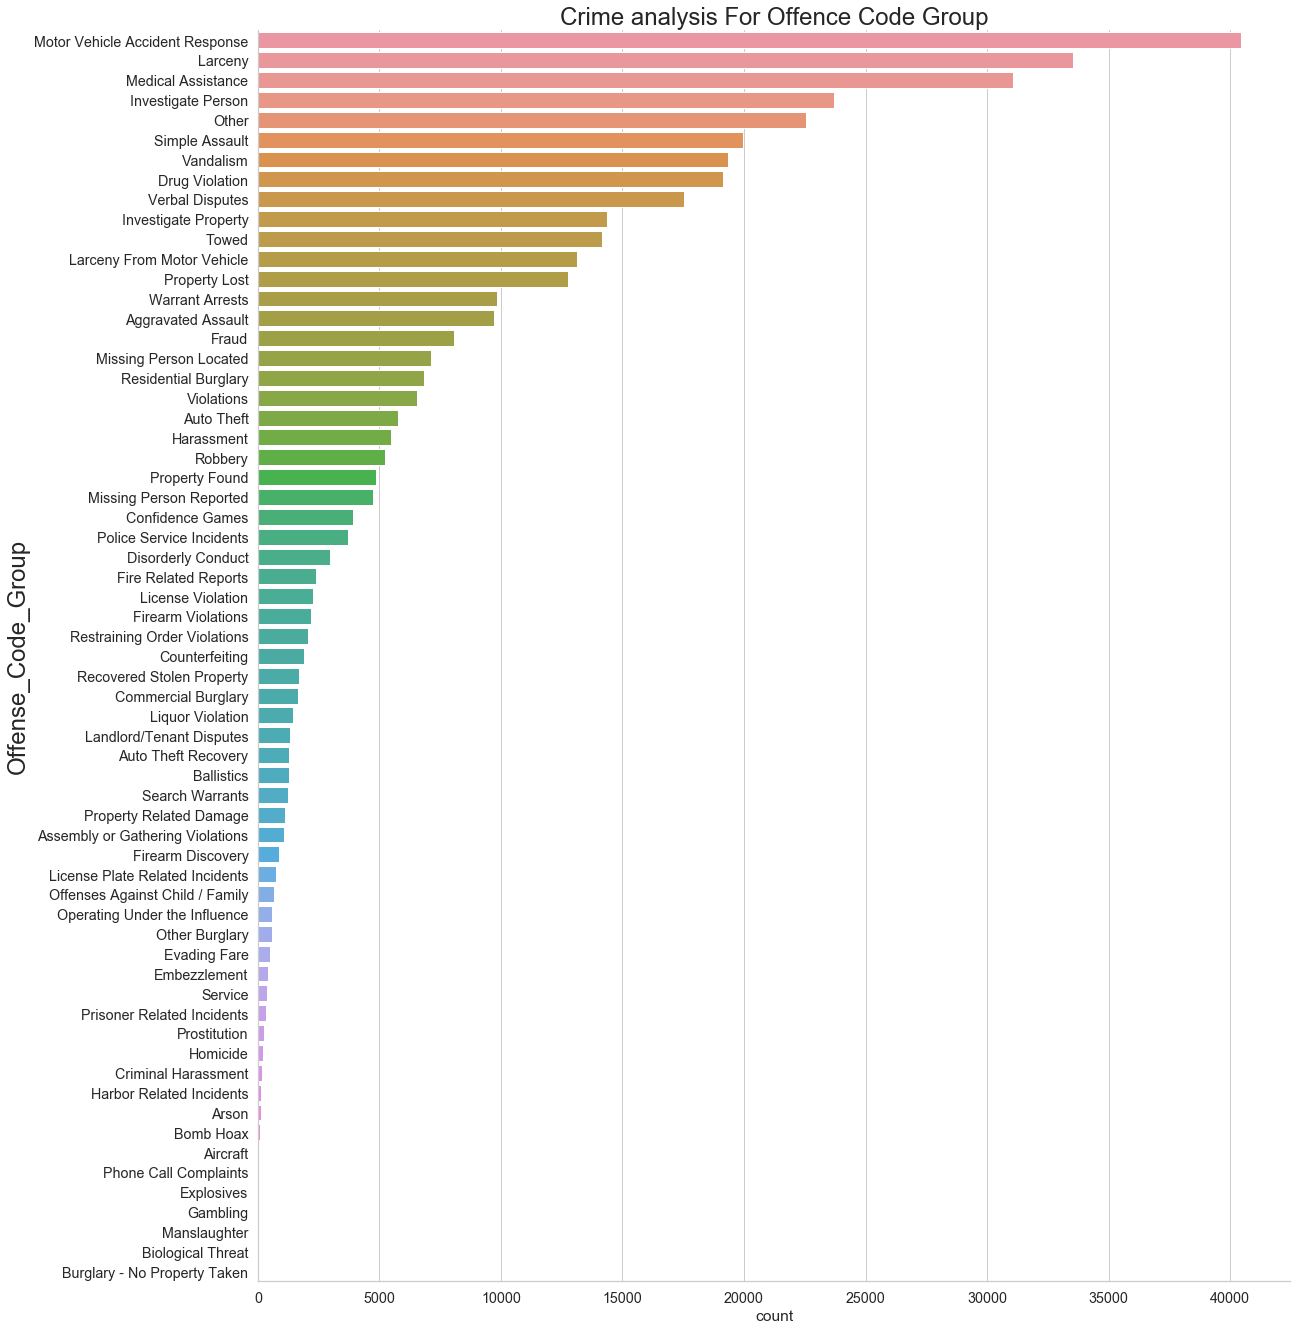 Crime analysis For Offence Code Group
Offense_Code_Group
Motor Vehicle Accident Response
Larceny
Medical Assistance
Investigate Person
Other
Simple Assault
Vandalism
Drug Violation
Verbal Disputes
Investigate Property
Towed
Larceny From Motor Vehicle
Property Lost
Warrant Arrests
Aggravated Assault
Fraud
Missing Person Located
Residential Burglary
Violations
Auto Theft
Harassment
Robbery
Property Found
Missing Person Reported
Confidence Games
Police Service Incidents
Disorderly Conduct
Fire Related Reports
License Violation
Firearm Violations
Restraining Order Violations
Counterfeiting
Recovered Stolen Property
Commercial Burglary
Liquor Violation
Landlord/Tenant Disputes
Auto Theft Recovery
Ballistics
Search Warrants
Property Related Damage
Assembly or Gathering Violations
Firearm Discovery
License Plate Related Incidents
Offenses Against Child / Family
Operating Under the Influence
Other Burglary
Evading Fare
Embezzlement
Service
Prisoner Related Incidents
Prostitution
Homicide
Criminal Harassment
Harbor Related Incidents
Arson
Bomb Hoax
Aircraft
Phone Call Complaints
Explosives
Gambling
Manslaughter
Biological Threat
Burglary - No Property Taken
0 5000 10000 15000 20000 25000 30000 35000 40000
count